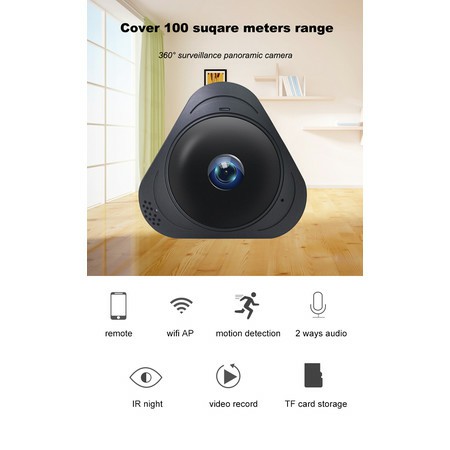 Cover 100 suqare meters range
360° surveillance panoramic camera
remote
wifi AP
motion detection
2 ways audio
IR night
video record
TF card storage